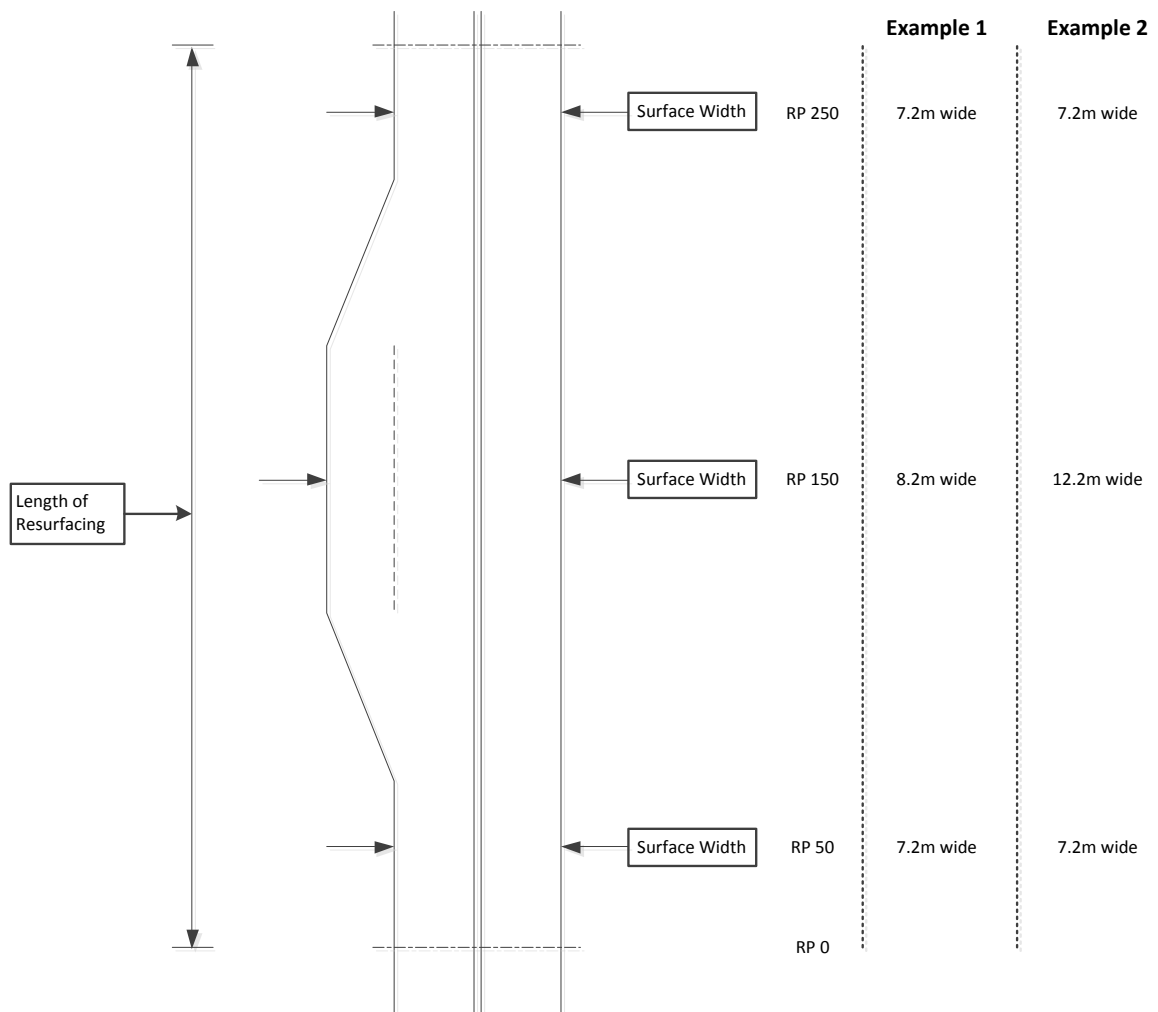 Example 1 Example 2
Surface Width RP 250 7.2m wide 7.2m wide
Surface Width RP 150 8.2m wide 12.2m wide
Length of
Resurfacing
Surface Width RP 50 7.2m wide 7.2m wide
RP 0